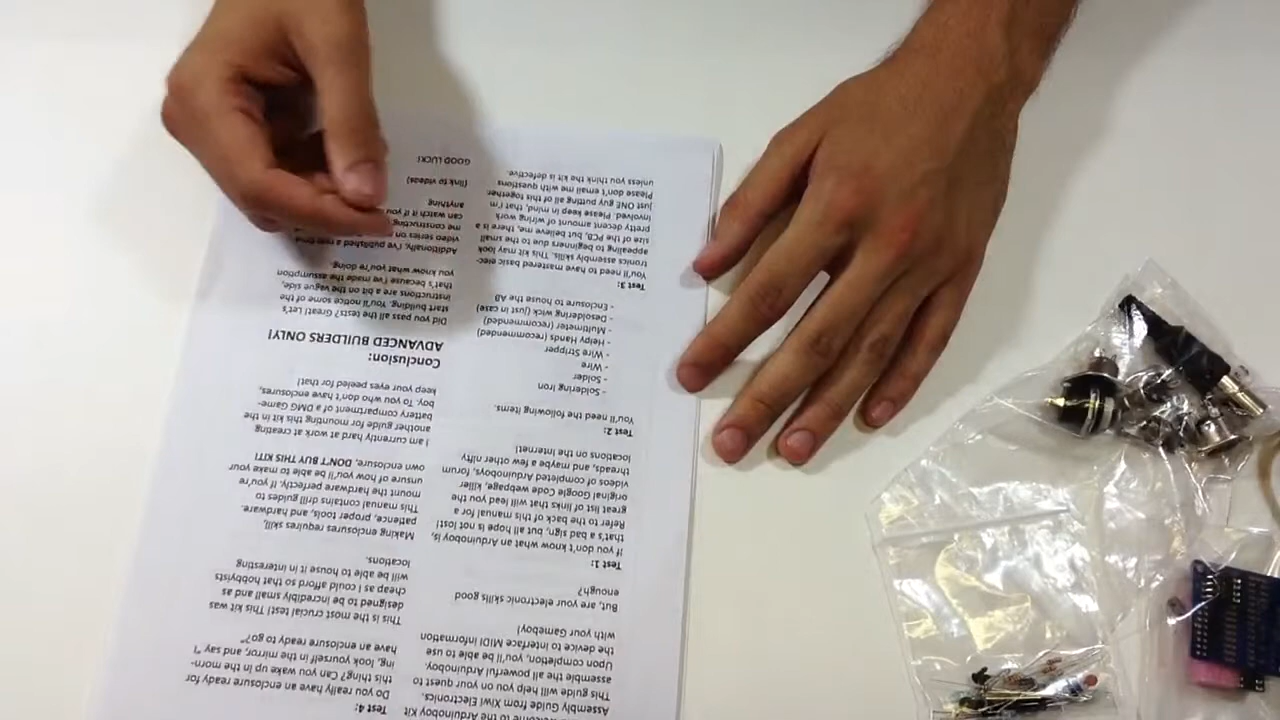 come to the Arduinoboy Kit
Assembly Guide from Xiwi Electronics.
This guide will help you on your quest to
assemble the all powerful Arduinoboy.
Upon completion, you'll be able to use
the device to interface MIDI information
with your Gameboy!
But, are your electronic skills good
enough?
Test 1:
If you don't know what an Arduinoboy is,
that's a bad sign, but all hope is not lost!
Refer to the back of this manual for a
great list of links that will lead you the
original Google Code webpage, killer
videos of completed Arduinoboys, forum
threads, and maybe a few other nifty
locations on the internet!
Test 2:
You'll need the following items.
- Soldering Iron
- Solder
- Wire
- Wire Stripper
- Helpy Hands (recommended)
- Multimeter (recommended)
- Desoldering wick (just in case)
- Enclosure to house the AB
Test 3:
You'll need to have mastered basic elec-
tronics assembly skills. This kit may look
appealing to beginners due to the small
size of the PCB, but believe me, there is a
pretty decent amount of wiring work
involved. Please keep in mind, that I'm
just ONE guy putting all of this together
Please don't email me with questions
unless you think the kit is defective.
Test 4:
Do you really have an enclosure ready for
this thing? Can you wake up in the morn-
ing, look yourself in the mirror, and say "I
have an enclosure ready to go?"
This is the most crucial test! This kit was
designed to be incredibly small and as
cheap as I could afford so that hobbyists
will be able to house it in interesting
locations.
Making enclosures requires skill,
patience, proper tools, and hardware.
This manual contains drill guides to
mount the hardware perfectly. If you're
unsure of how you'll be able to make your
own enclosure, DON'T BUY THIS KIT!
I am currently hard at work at creating
another guide for mounting this kit in the
battery compartment of a DMG Game-
boy. To you who don't have enclosures,
keep your eyes peeled for that!
Conclusion:
ADVANCED BUILDERS ONLY!
Did you pass all the tests? Great! Let's
start building. You'll notice some of the
instructions are a bit on the vague side,
that's because I've made the assumption
you know what you're doing.
Additionally, I've published a
video series on
me constructing
can watch it if you
anything
(link to videos)
GOOD LUCK!